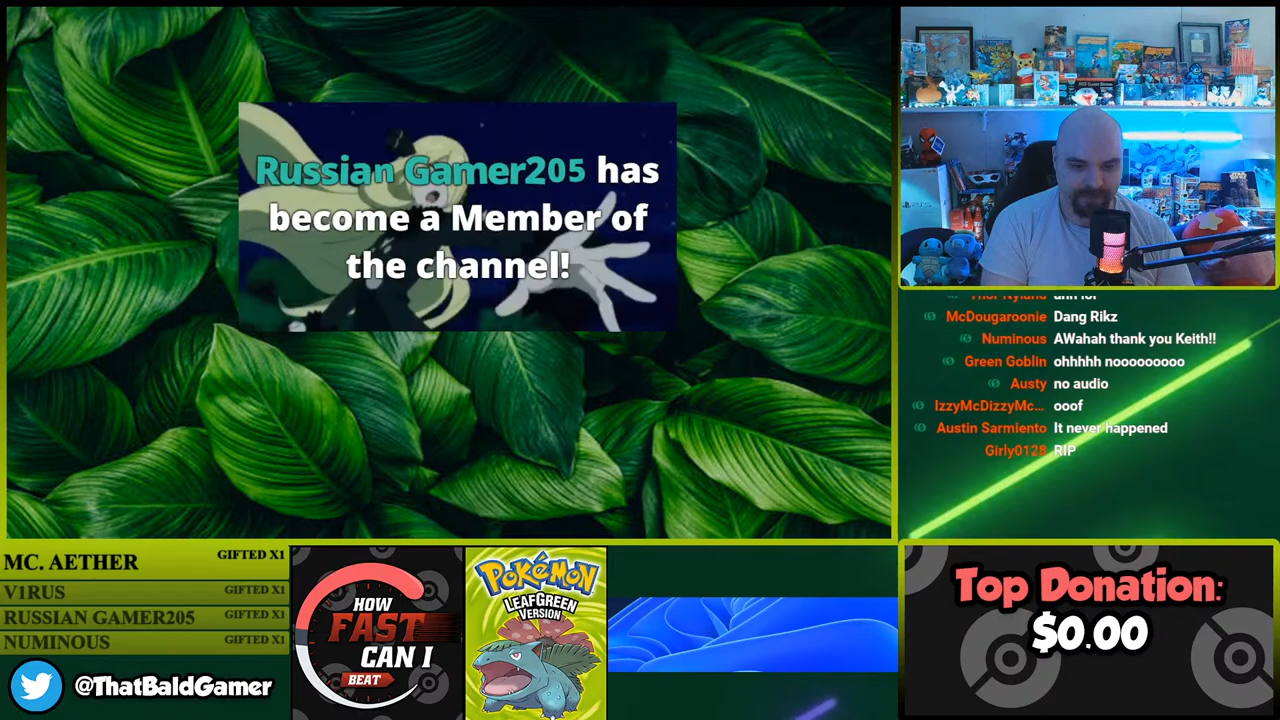 Russian Gamer205 has
become a Member of
the channel!
McDougaroonie Dang Rikz
Numinous AWahah thank you Keith!!
Green Goblin ohhhhh nooooooooo
Austy no audio
IzzyMcDizzyMc... ooof
Austin Sarmiento It never happened
Girly0128 RIP
MC. AETHER GIFTED X1
V1RUS GIFTED X1
RUSSIAN GAMER205 GIFTED X1
NUMINOUS GIFTED X1
@ThatBaldGamer
HOW
FAST
CAN I
BEAT
POKéMON
LEAFGREEN
VERSION
Top Donation:
$0.00